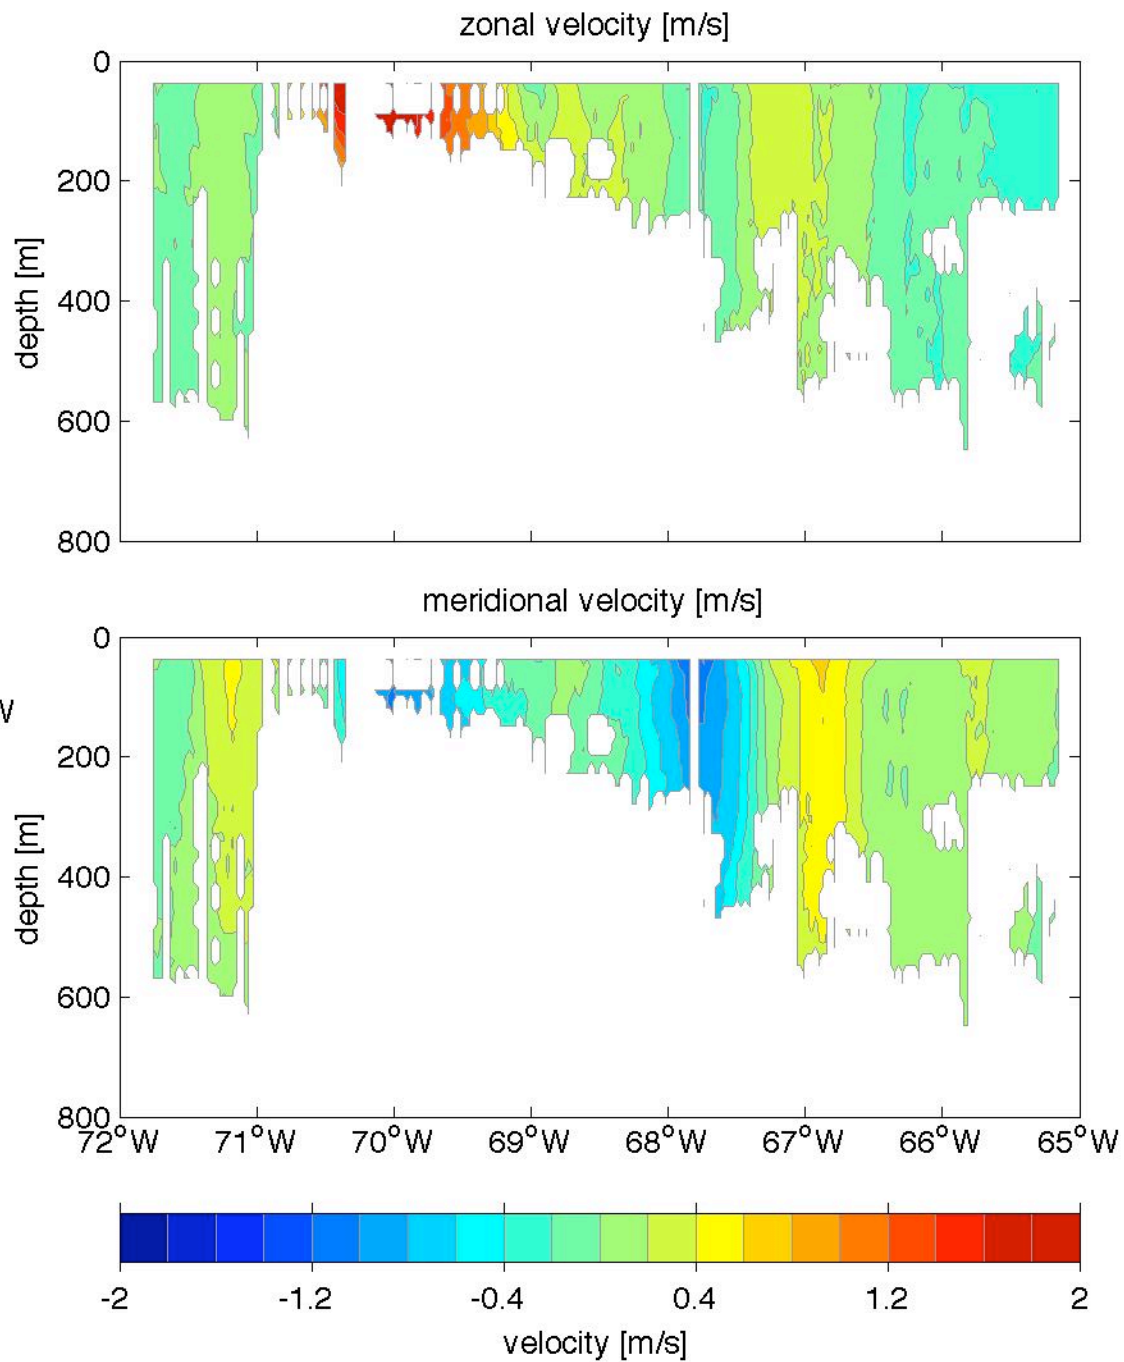 zonal velocity [m/s]
0
200
400
600
800
depth [m]
meridional velocity [m/s]
0
200
400
600
800
depth [m]
W
72°W 71°W 70°W 69°W 68°W 67°W 66°W 65°W
-2 -1.2 -0.4 0.4 1.2 2
velocity [m/s]